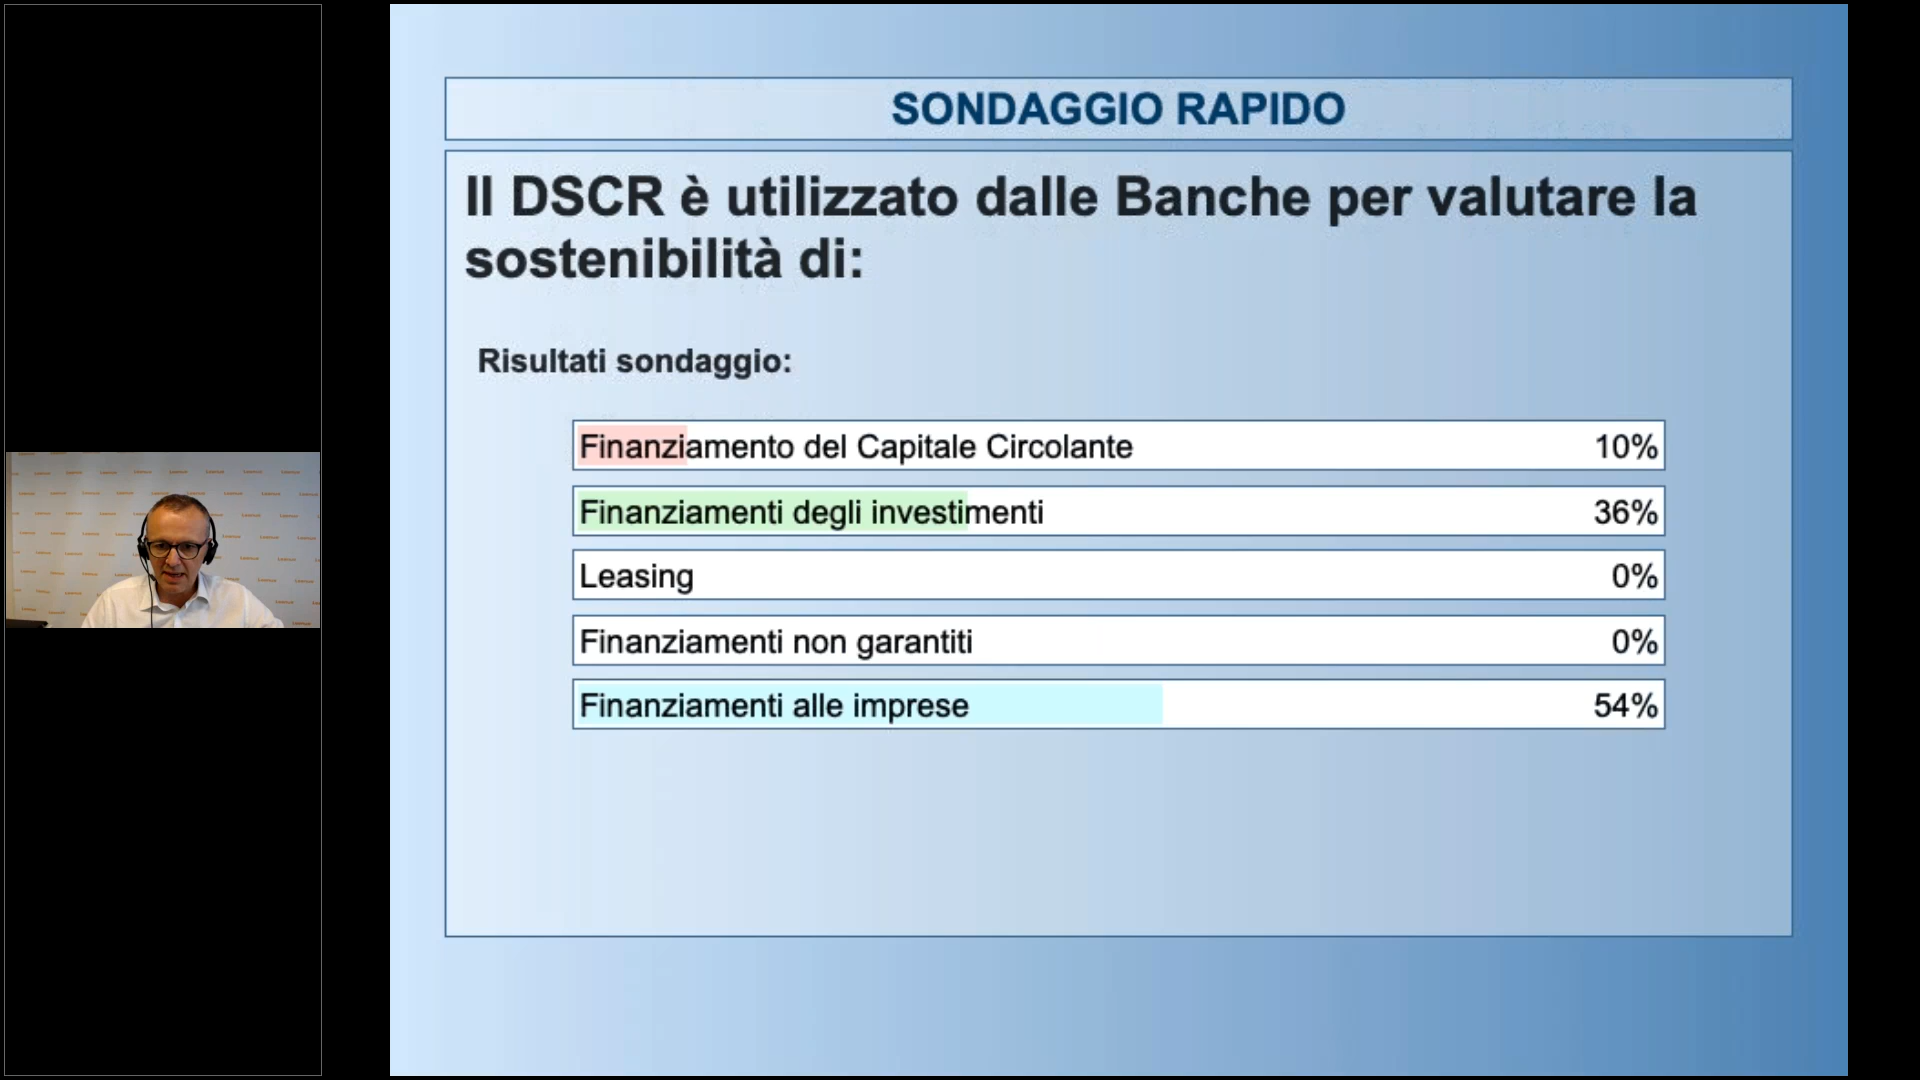 SONDAGGIO RAPIDO
Il DSCR è utilizzato dalle Banche per valutare la
sostenibilità di:
Risultati sondaggio:
Finanziamento del Capitale Circolante 10%
Finanziamenti degli investimenti 36%
Leasing 0%
Finanziamenti non garantiti 0%
Finanziamenti alle imprese 54%